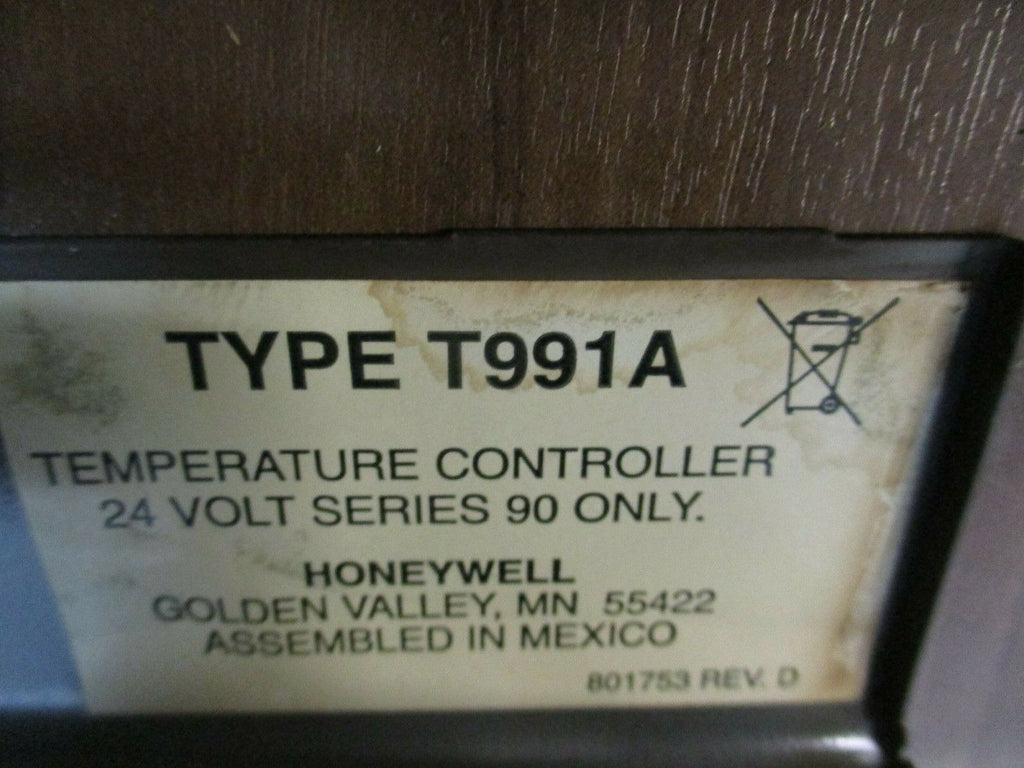 TYPE T991A
TEMPERATURE CONTROLLER
24 VOLT SERIES 90 ONLY.
HONEYWELL
GOLDEN VALLEY, MN 55422
ASSEMBLED IN MEXICO
801753 REV. D